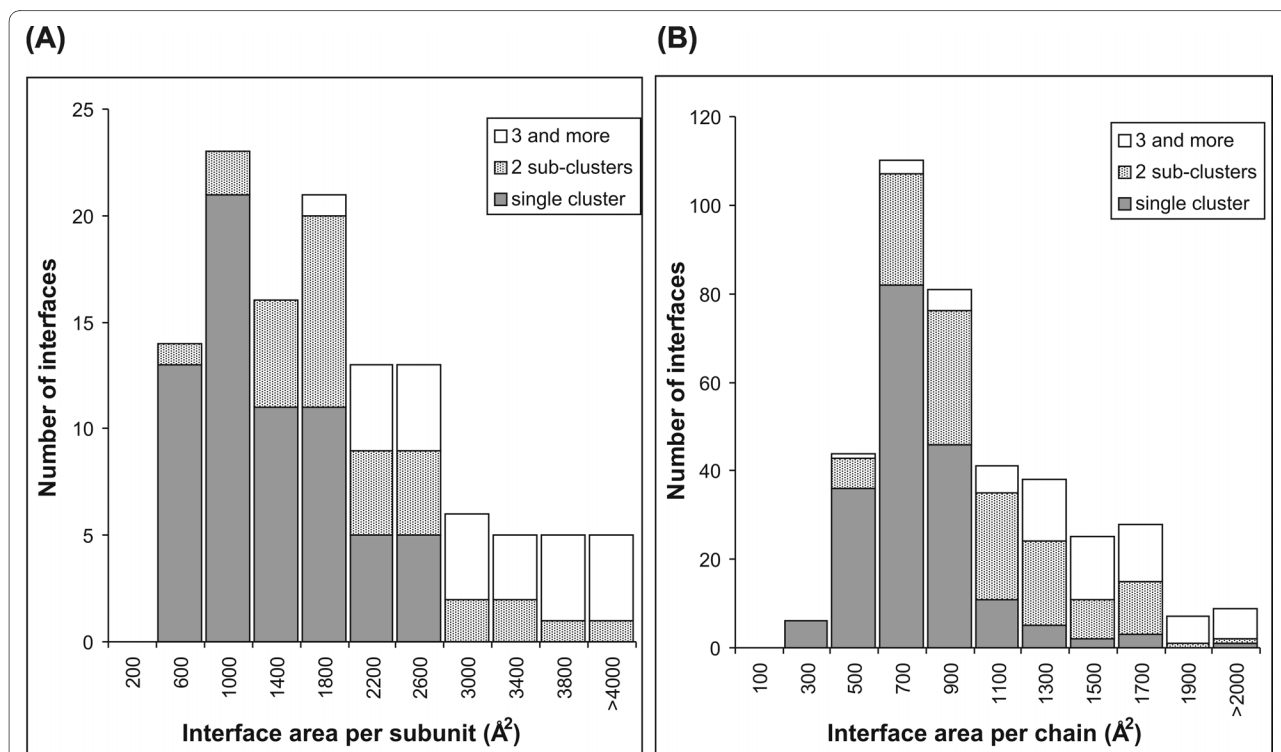 (A)
25
20
15
10
5
0
Number of interfaces
3 and more
2 sub-clusters
single cluster
200
600
1000
1400
1800
2200
2600
3000
3400
3800
>4000
Interface area per subunit (Å²)
(B)
120
100
80
60
40
20
0
Number of interfaces
3 and more
2 sub-clusters
single cluster
100
300
500
700
900
1100
1300
1500
1700
1900
>2000
Interface area per chain (Å²)